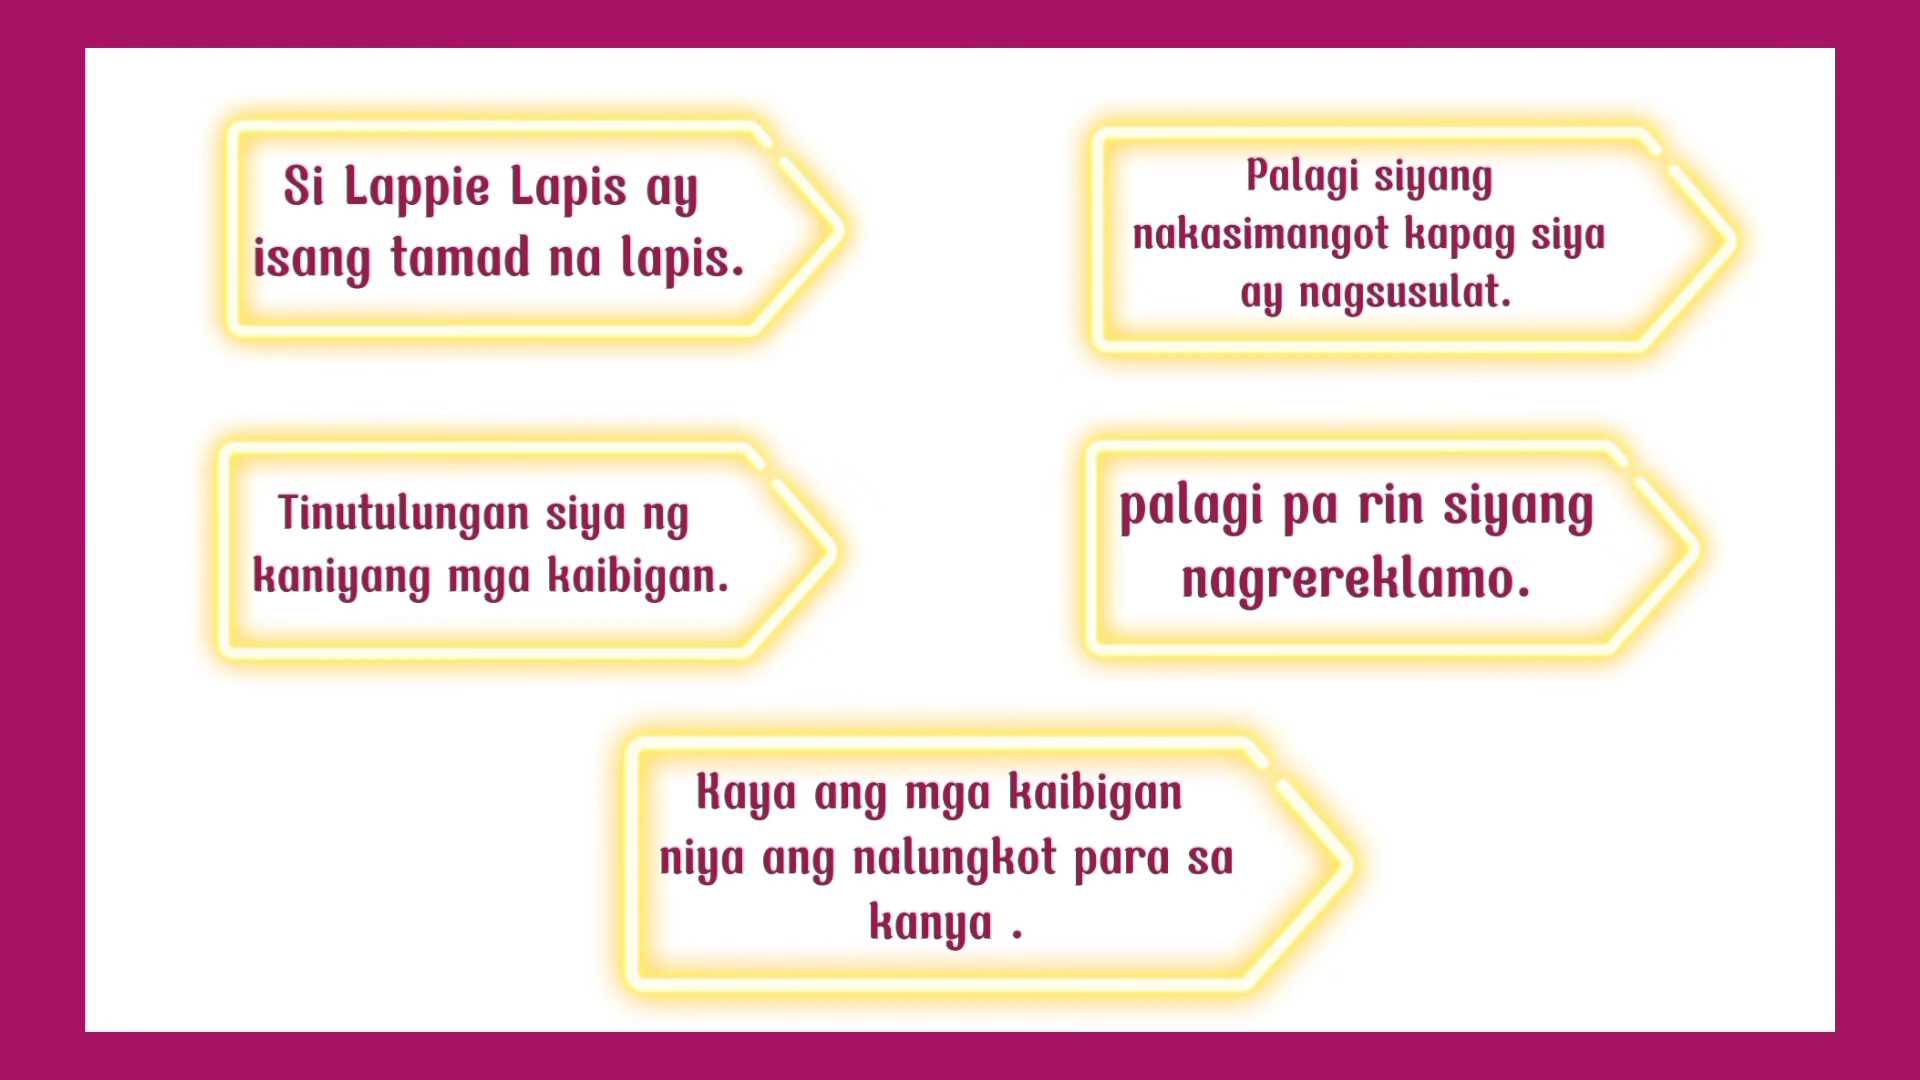 Si Lappie Lapis ay
isang tamad na lapis.
Palagi siyang
nakasimangot kapag siya
ay nagsusulat.
Tinutulungan siya ng
kaniyang mga kaibigan.
palagi pa rin siyang
nagrereklamo.
Kaya ang mga kaibigan
niya ang nalungkot para sa
kanya .